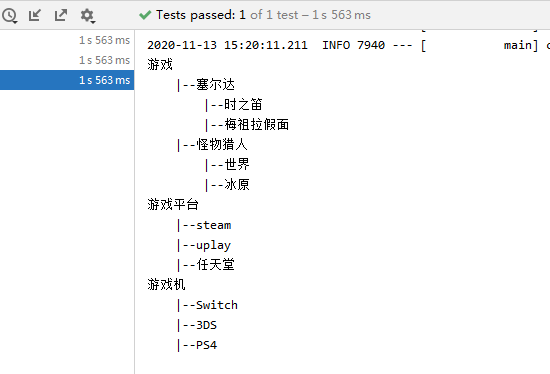 Tests passed: 1 of 1 test – 1 s 563 ms
1 s 563 ms
1 s 563 ms
1 s 563 ms
2020-11-13 15:20:11.211  INFO 7940 --- [           main]
游戏
    |--塞尔达
        |--时之笛
        |--梅祖拉假面
    |--怪物猎人
        |--世界
        |--冰原
游戏平台
    |--steam
    |--uplay
    |--任天堂
游戏机
    |--Switch
    |--3DS
    |--PS4